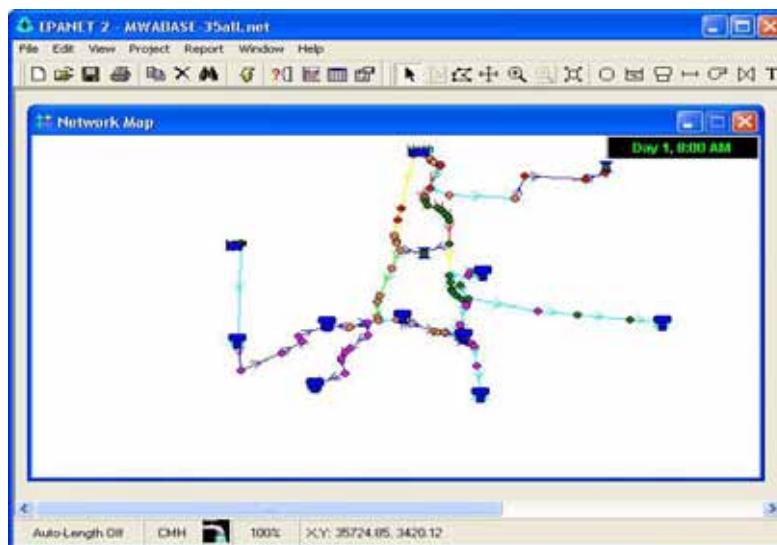 EPANET 2 - MWABASE-35all.net
File Edit View Project Report Window Help
T
Network Map
Day 1, 8:00 AM
Auto-Length Off CMH 100% X,Y: 35724.85, 3420.12